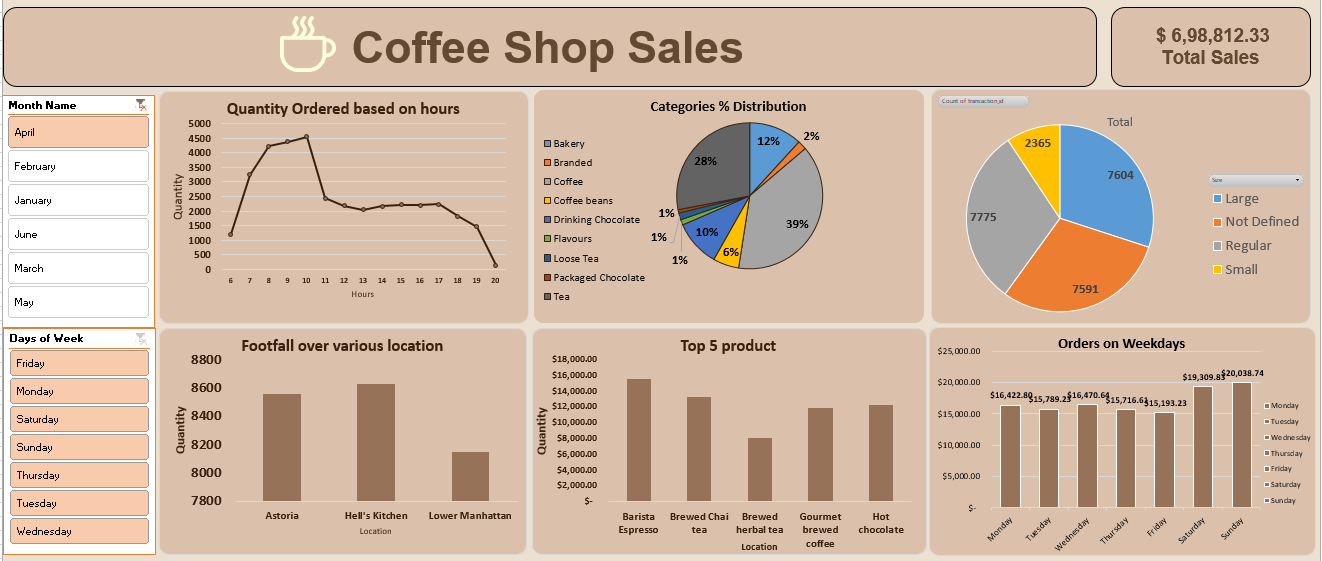 Coffee Shop Sales
$ 6,98,812.33
Total Sales
Month Name
April
February
January
June
March
May
Days of Week
Friday
Monday
Saturday
Sunday
Thursday
Tuesday
Wednesday
Quantity Ordered based on hours
5000
4500
4000
3500
3000
2500
2000
1500
1000
500
0
Quantity
6 7 8 9 10 11 12 13 14 15 16 17 18 19 20
Hours
Categories % Distribution
Bakery
Branded
Coffee
Coffee beans
Drinking Chocolate
Flavours
Loose Tea
Packaged Chocolate
Tea
12%
2%
39%
6%
10%
1%
1%
1%
28%
Count of transaction_id
Total
2365
7604
7775
7591
Size
Large
Not Defined
Regular
Small
Footfall over various location
8800
8600
8400
8200
8000
7800
Quantity
Astoria Hell's Kitchen Lower Manhattan
Location
Top 5 product
$18,000.00
$16,000.00
$14,000.00
$12,000.00
$10,000.00
$8,000.00
$6,000.00
$4,000.00
$2,000.00
$-
Quantity
Barista Espresso
Brewed Chai tea
Brewed herbal tea
Gourmet brewed coffee
Hot chocolate
Location
Orders on Weekdays
$25,000.00
$20,000.00
$15,000.00
$10,000.00
$5,000.00
$-
$16,422.80
$15,789.23
$16,470.64
$15,716.61
$15,193.23
$19,309.83
$20,038.74
Monday
Tuesday
Wednesday
Thursday
Friday
Saturday
Sunday
Monday
Tuesday
Wednesday
Thursday
Friday
Saturday
Sunday